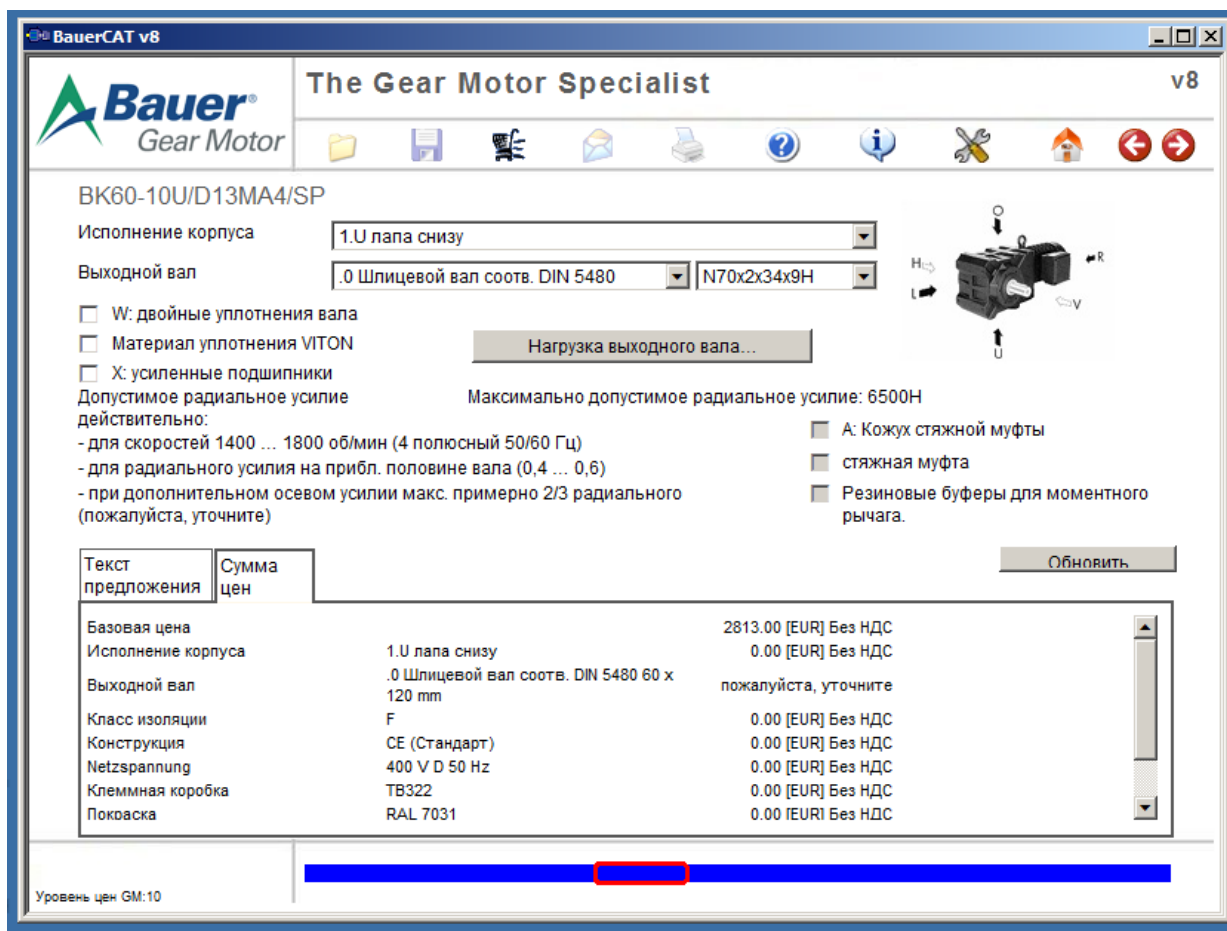 BauerCAT v8
Bauer®
Gear Motor
The Gear Motor Specialist
v8
BK60-10U/D13MA4/SP
Исполнение корпуса
1.U лапа снизу
Выходной вал
.0 Шлицевой вал соотв. DIN 5480
N70x2x34x9H
O
H
R
L
V
U
W: двойные уплотнения вала
Материал уплотнения VITON
X: усиленные подшипники
Нагрузка выходного вала...
Допустимое радиальное усилие
действительно:
Максимально допустимое радиальное усилие: 6500Н
- для скоростей 1400 ... 1800 об/мин (4 полюсный 50/60 Гц)
- для радиального усилия на прибл. половине вала (0,4 ... 0,6)
- при дополнительном осевом усилии макс. примерно 2/3 радиального
(пожалуйста, уточните)
A: Кожух стяжной муфты
стяжная муфта
Резиновые буферы для моментного
рычага.
Текст
предложения
Сумма
цен
Обновить
Базовая цена 2813.00 [EUR] Без НДС
Исполнение корпуса 1.U лапа снизу 0.00 [EUR] Без НДС
Выходной вал .0 Шлицевой вал соотв. DIN 5480 60 x
120 mm пожалуйста, уточните
Класс изоляции F 0.00 [EUR] Без НДС
Конструкция CE (Стандарт) 0.00 [EUR] Без НДС
Netzspannung 400 V D 50 Hz 0.00 [EUR] Без НДС
Клеммная коробка TB322 0.00 [EUR] Без НДС
Покраска RAL 7031 0.00 [EUR] Без НДС
Уровень цен GM:10